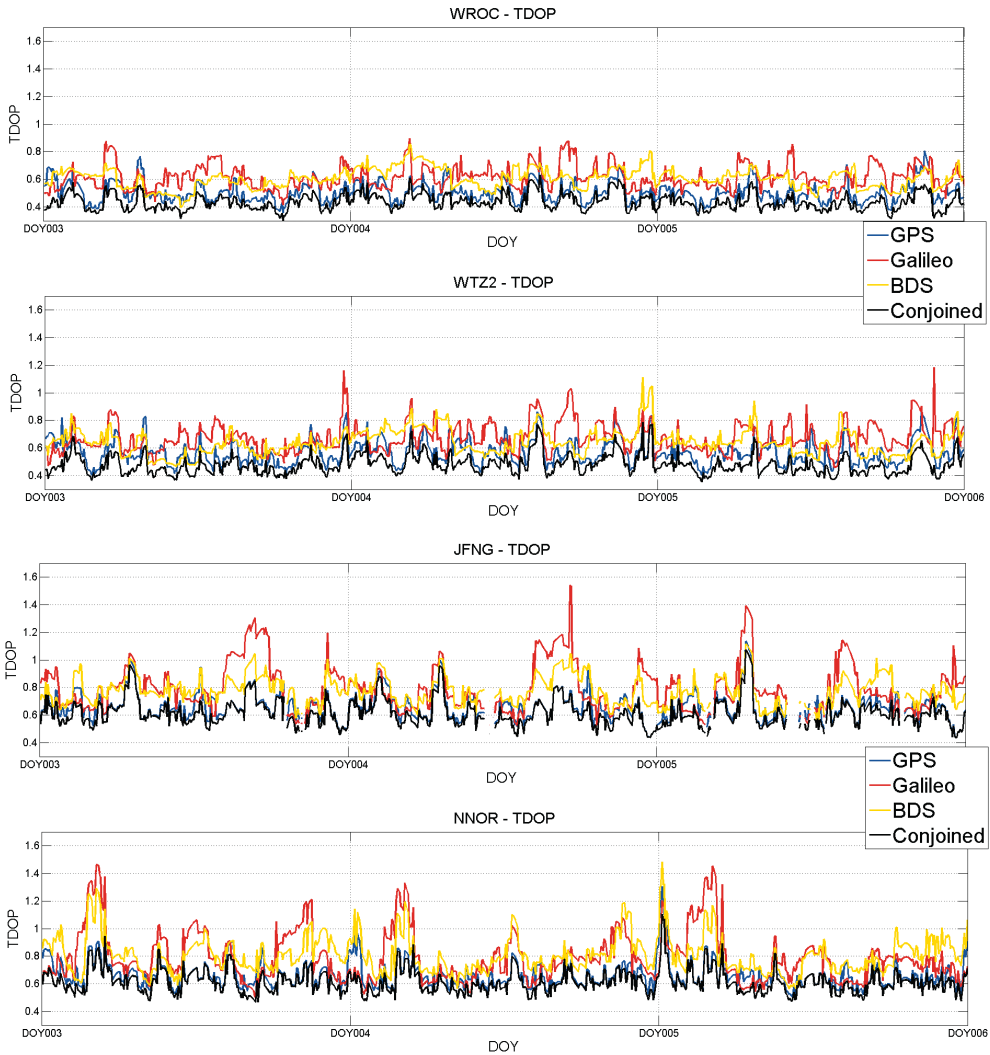 WROC - TDOP
1.6
1.4
1.2
1
0.8
0.6
0.4
TDOP
DOY003
DOY004
DOY005
DOY
GPS
Galileo
BDS
Conjoined
WTZ2 - TDOP
1.6
1.4
1.2
1
0.8
0.6
0.4
TDOP
DOY003
DOY004
DOY005
DOY006
DOY
JFNG - TDOP
1.6
1.4
1.2
1
0.8
0.6
0.4
TDOP
DOY003
DOY004
DOY005
DOY
GPS
Galileo
BDS
Conjoined
NNOR - TDOP
1.6
1.4
1.2
1
0.8
0.6
0.4
TDOP
DOY003
DOY004
DOY005
DOY006
DOY